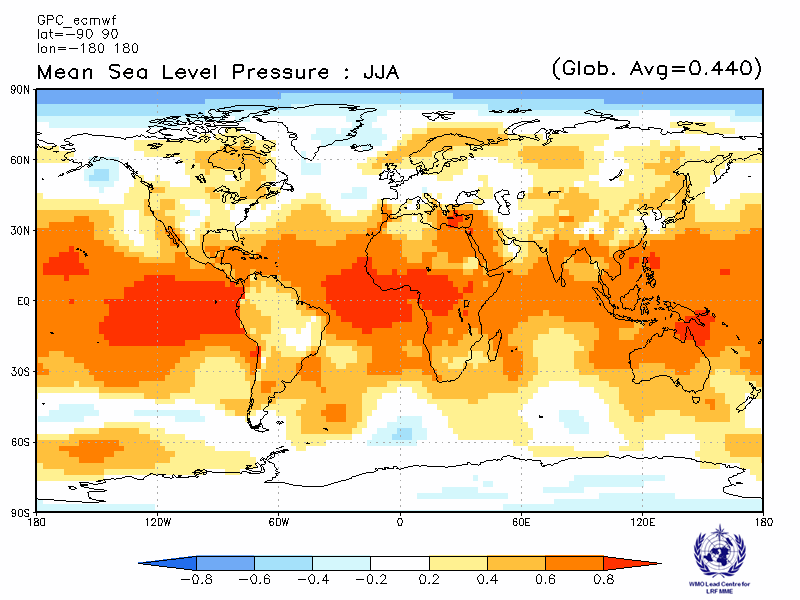 GPC_ecmwf
lat=-90 90
lon=-180 180
Mean Sea Level Pressure : JJA
(Glob. Avg=0.440)
90N
60N
30N
EQ
30S
60S
90S
180 120W 60W 0 60E 120E 180
-0.8 -0.6 -0.4 -0.2 0.2 0.4 0.6 0.8
WMO Lead Centre for
LRF MME